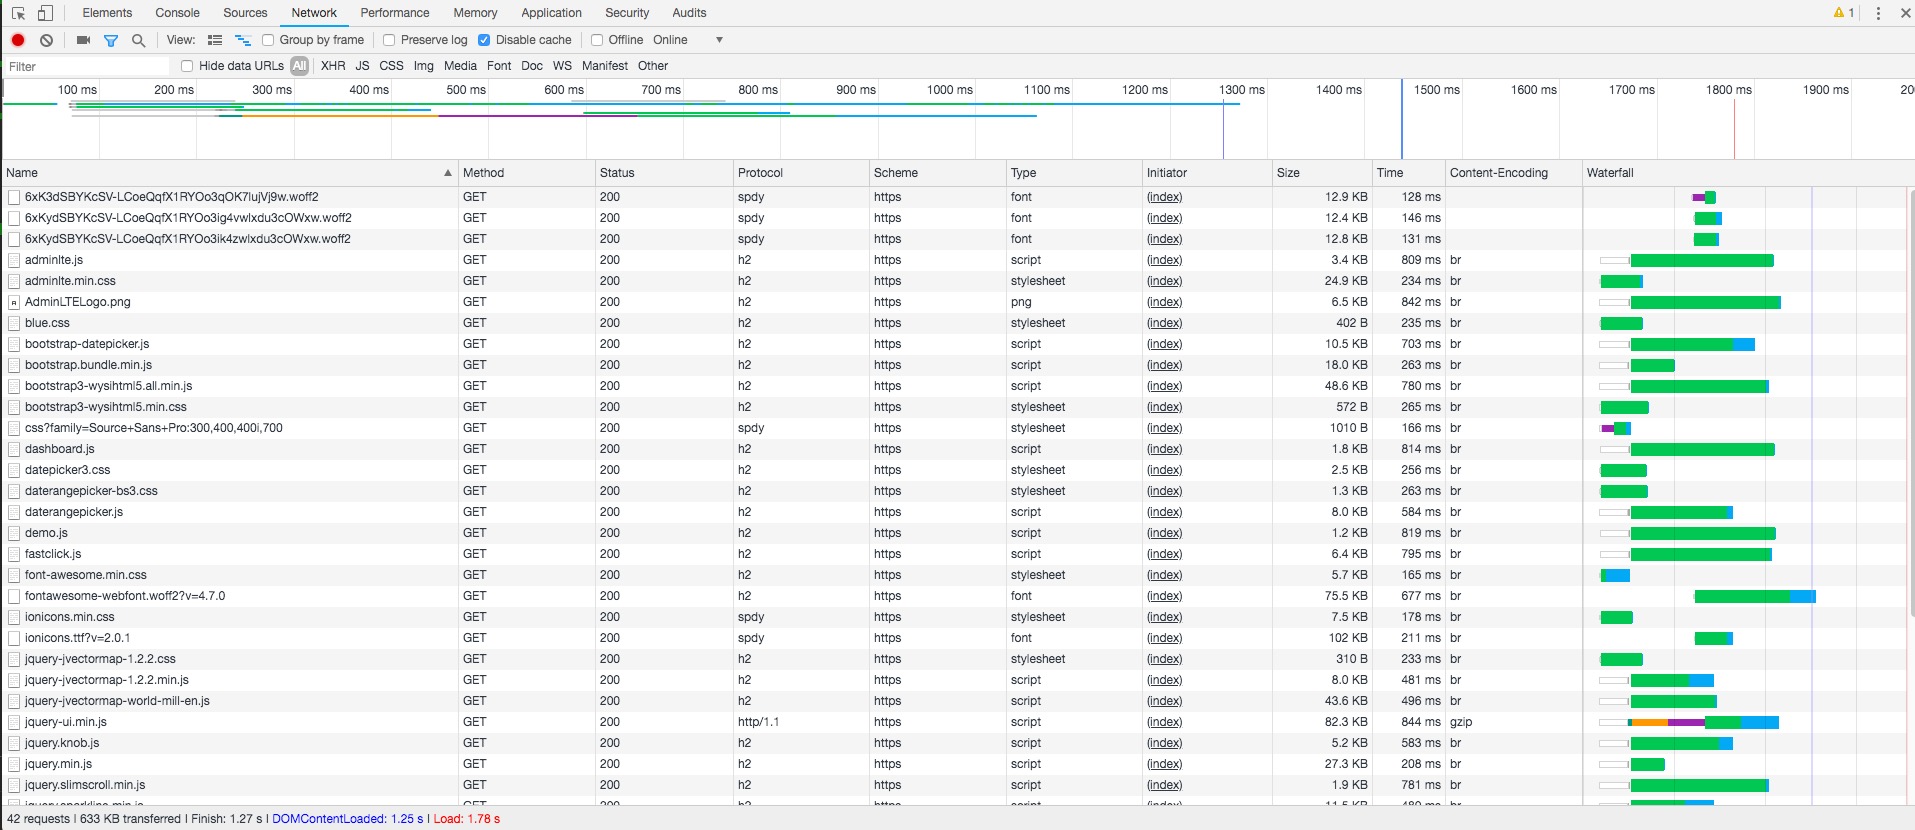 Elements Console Sources Network Performance Memory Application Security Audits 1
View: Group by frame Preserve log Disable cache Offline Online
Filter Hide data URLs All XHR JS CSS Img Media Font Doc WS Manifest Other
100 ms 200 ms 300 ms 400 ms 500 ms 600 ms 700 ms 800 ms 900 ms 1000 ms 1100 ms 1200 ms 1300 ms 1400 ms 1500 ms 1600 ms 1700 ms 1800 ms 1900 ms 20
Name Method Status Protocol Scheme Type Initiator Size Time Content-Encoding Waterfall
6xK3dSBYKcSV-LCoeQqfX1RYOo3qOK7lujVj9w.woff2 GET 200 spdy https font (index) 12.9 KB 128 ms
6xKydSBYKcSV-LCoeQqfX1RYOo3ig4vwlxdu3cOWxw.woff2 GET 200 spdy https font (index) 12.4 KB 146 ms
6xKydSBYKcSV-LCoeQqfX1RYOo3ik4zwlxdu3cOWxw.woff2 GET 200 spdy https font (index) 12.8 KB 131 ms
adminlte.js GET 200 h2 https script (index) 3.4 KB 809 ms br
adminlte.min.css GET 200 h2 https stylesheet (index) 24.9 KB 234 ms br
AdminLTELogo.png GET 200 h2 https png (index) 6.5 KB 842 ms br
blue.css GET 200 h2 https stylesheet (index) 402 B 235 ms br
bootstrap-datepicker.js GET 200 h2 https script (index) 10.5 KB 703 ms br
bootstrap.bundle.min.js GET 200 h2 https script (index) 18.0 KB 263 ms br
bootstrap3-wysihtml5.all.min.js GET 200 h2 https script (index) 48.6 KB 780 ms br
bootstrap3-wysihtml5.min.css GET 200 h2 https stylesheet (index) 572 B 265 ms br
css?family=Source+Sans+Pro:300,400,400i,700 GET 200 spdy https stylesheet (index) 1010 B 166 ms br
dashboard.js GET 200 h2 https script (index) 1.8 KB 814 ms br
datepicker3.css GET 200 h2 https stylesheet (index) 2.5 KB 256 ms br
daterangepicker-bs3.css GET 200 h2 https stylesheet (index) 1.3 KB 263 ms br
daterangepicker.js GET 200 h2 https script (index) 8.0 KB 584 ms br
demo.js GET 200 h2 https script (index) 1.2 KB 819 ms br
fastclick.js GET 200 h2 https script (index) 6.4 KB 795 ms br
font-awesome.min.css GET 200 h2 https stylesheet (index) 5.7 KB 165 ms br
fontawesome-webfont.woff2?v=4.7.0 GET 200 h2 https font (index) 75.5 KB 677 ms br
ionicons.min.css GET 200 spdy https stylesheet (index) 7.5 KB 178 ms br
ionicons.ttf?v=2.0.1 GET 200 spdy https font (index) 102 KB 211 ms br
jquery-jvectormap-1.2.2.css GET 200 h2 https stylesheet (index) 310 B 233 ms br
jquery-jvectormap-1.2.2.min.js GET 200 h2 https script (index) 8.0 KB 481 ms br
jquery-jvectormap-world-mill-en.js GET 200 h2 https script (index) 43.6 KB 496 ms br
jquery-ui.min.js GET 200 http/1.1 https script (index) 82.3 KB 844 ms gzip
jquery.knob.js GET 200 h2 https script (index) 5.2 KB 583 ms br
jquery.min.js GET 200 h2 https script (index) 27.3 KB 208 ms br
jquery.slimscroll.min.js GET 200 h2 https script (index) 1.9 KB 781 ms br
jquery.sparkline.min.js GET 200 h2 https script (index) 11.5 KB 480 ms br
42 requests | 633 KB transferred | Finish: 1.27 s | DOMContentLoaded: 1.25 s | Load: 1.78 s